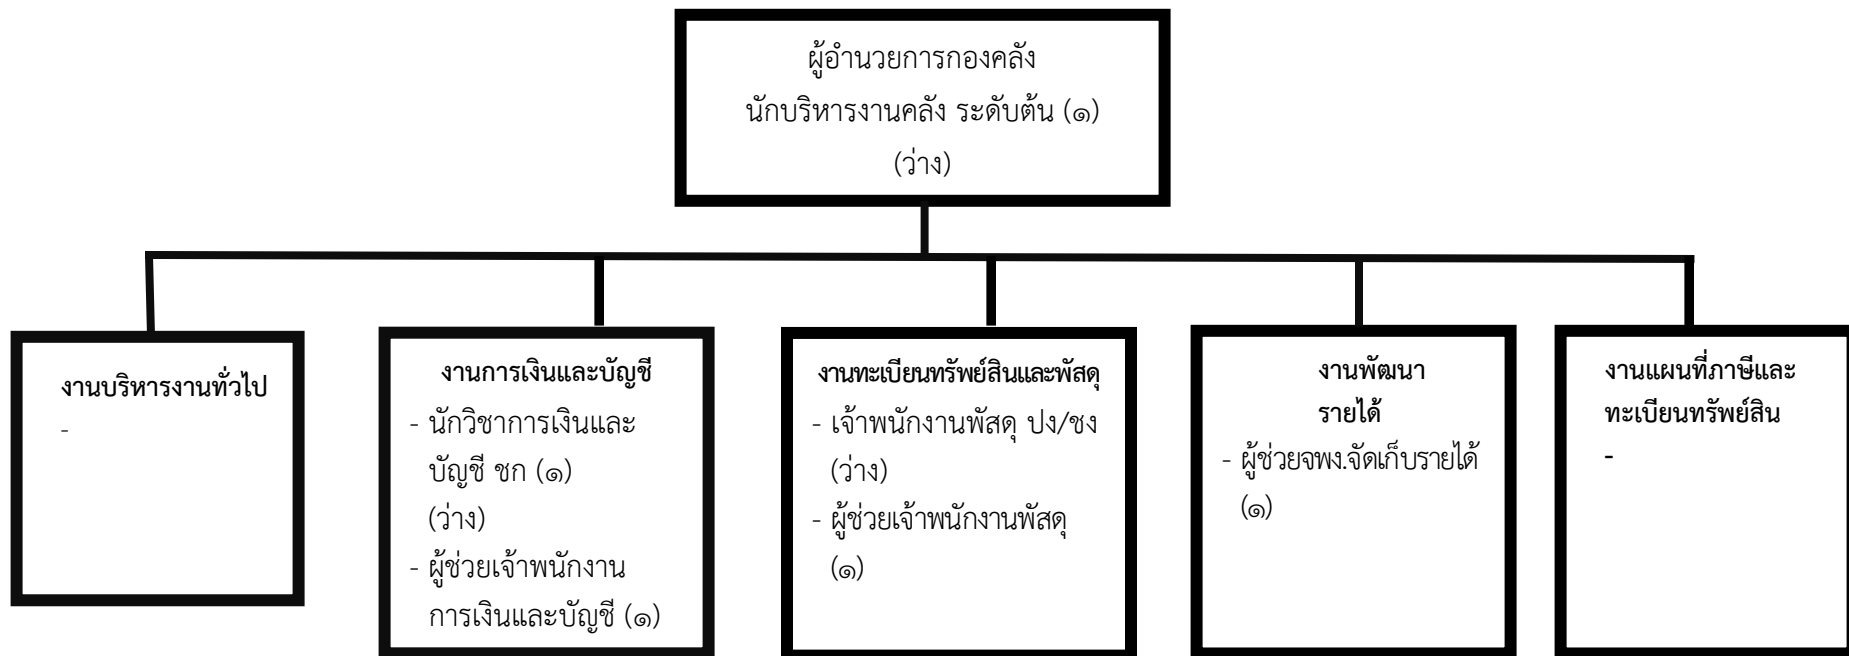 ผู้อำนวยการกองคลัง
นักบริหารงานคลัง ระดับต้น (๑)
(ว่าง)
งานบริหารงานทั่วไป
-
งานการเงินและบัญชี
- นักวิชาการเงินและ
บัญชี ชก (๑)
(ว่าง)
- ผู้ช่วยเจ้าพนักงาน
การเงินและบัญชี (๑)
งานทะเบียนทรัพย์สินและพัสดุ
- เจ้าพนักงานพัสดุ ปง/ชง
(ว่าง)
- ผู้ช่วยเจ้าพนักงานพัสดุ
(๑)
งานพัฒนา
รายได้
- ผู้ช่วยจพง.จัดเก็บรายได้
(๑)
งานแผนที่ภาษีและ
ทะเบียนทรัพย์สิน
-